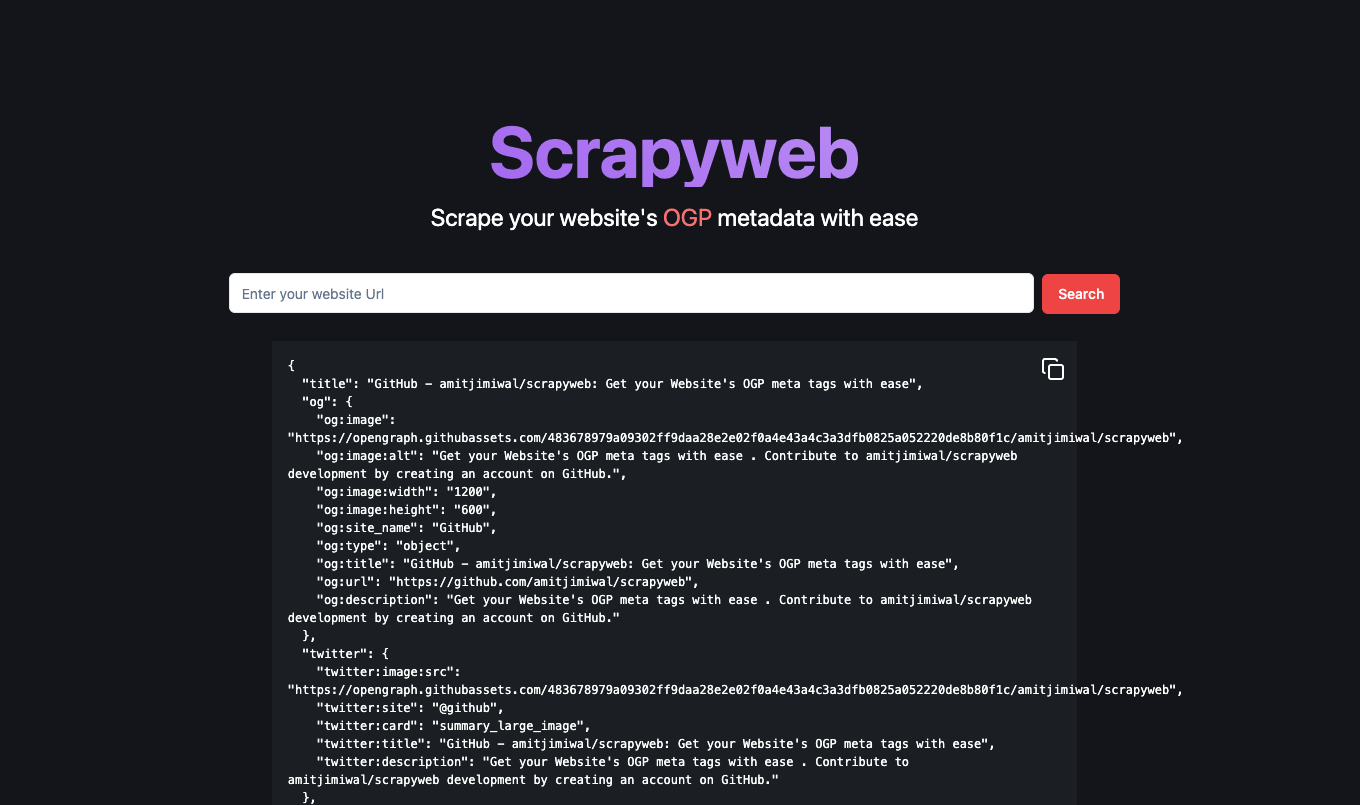 Scrapyweb
Scrape your website's OGP metadata with ease
Enter your website Url
Search
{
"title": "GitHub - amitjimiwal/scrapyweb: Get your Website's OGP meta tags with ease",
"og": {
"og:image":
"https://opengraph.githubassets.com/483678979a09302ff9daa28e2e02f0a4e43a4c3a3dfb0825a052220de8b80f1c/amitjimiwal/scrapyweb",
"og:image:alt": "Get your Website's OGP meta tags with ease . Contribute to amitjimiwal/scrapyweb
development by creating an account on GitHub.",
"og:image:width": "1200",
"og:image:height": "600",
"og:site_name": "GitHub",
"og:type": "object",
"og:title": "GitHub - amitjimiwal/scrapyweb: Get your Website's OGP meta tags with ease",
"og:url": "https://github.com/amitjimiwal/scrapyweb",
"og:description": "Get your Website's OGP meta tags with ease . Contribute to amitjimiwal/scrapyweb
development by creating an account on GitHub."
},
"twitter": {
"twitter:image:src":
"https://opengraph.githubassets.com/483678979a09302ff9daa28e2e02f0a4e43a4c3a3dfb0825a052220de8b80f1c/amitjimiwal/scrapyweb",
"twitter:site": "@github",
"twitter:card": "summary_large_image",
"twitter:title": "GitHub - amitjimiwal/scrapyweb: Get your Website's OGP meta tags with ease",
"twitter:description": "Get your Website's OGP meta tags with ease . Contribute to
amitjimiwal/scrapyweb development by creating an account on GitHub."
},